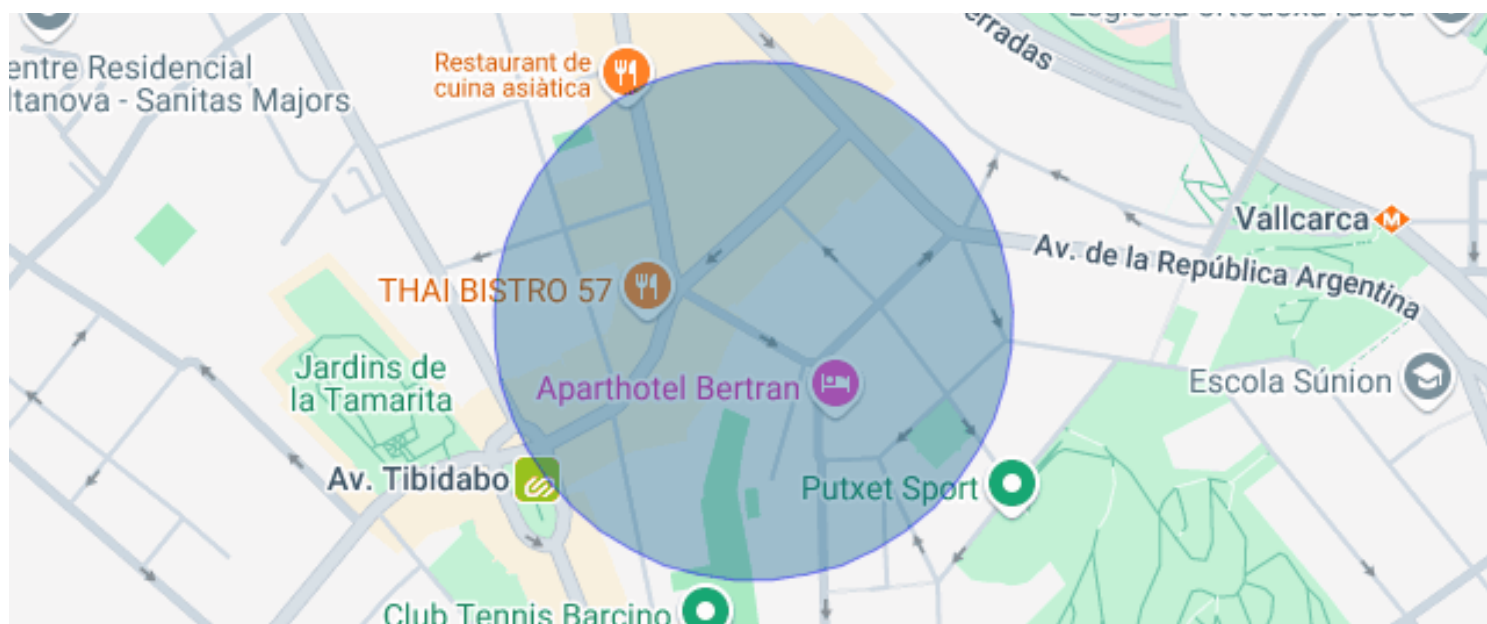 Restaurant de
cuina asiàtica
entre Residencial
ltanova - Sanitas Majors
Vallcarca
Av. de la República Argentina
THAI BISTRO 57
Jardins de
la Tamarita
Aparthotel Bertran
Escola Súnion
Av. Tibidabo
Putxet Sport
Club Tennis Barcino